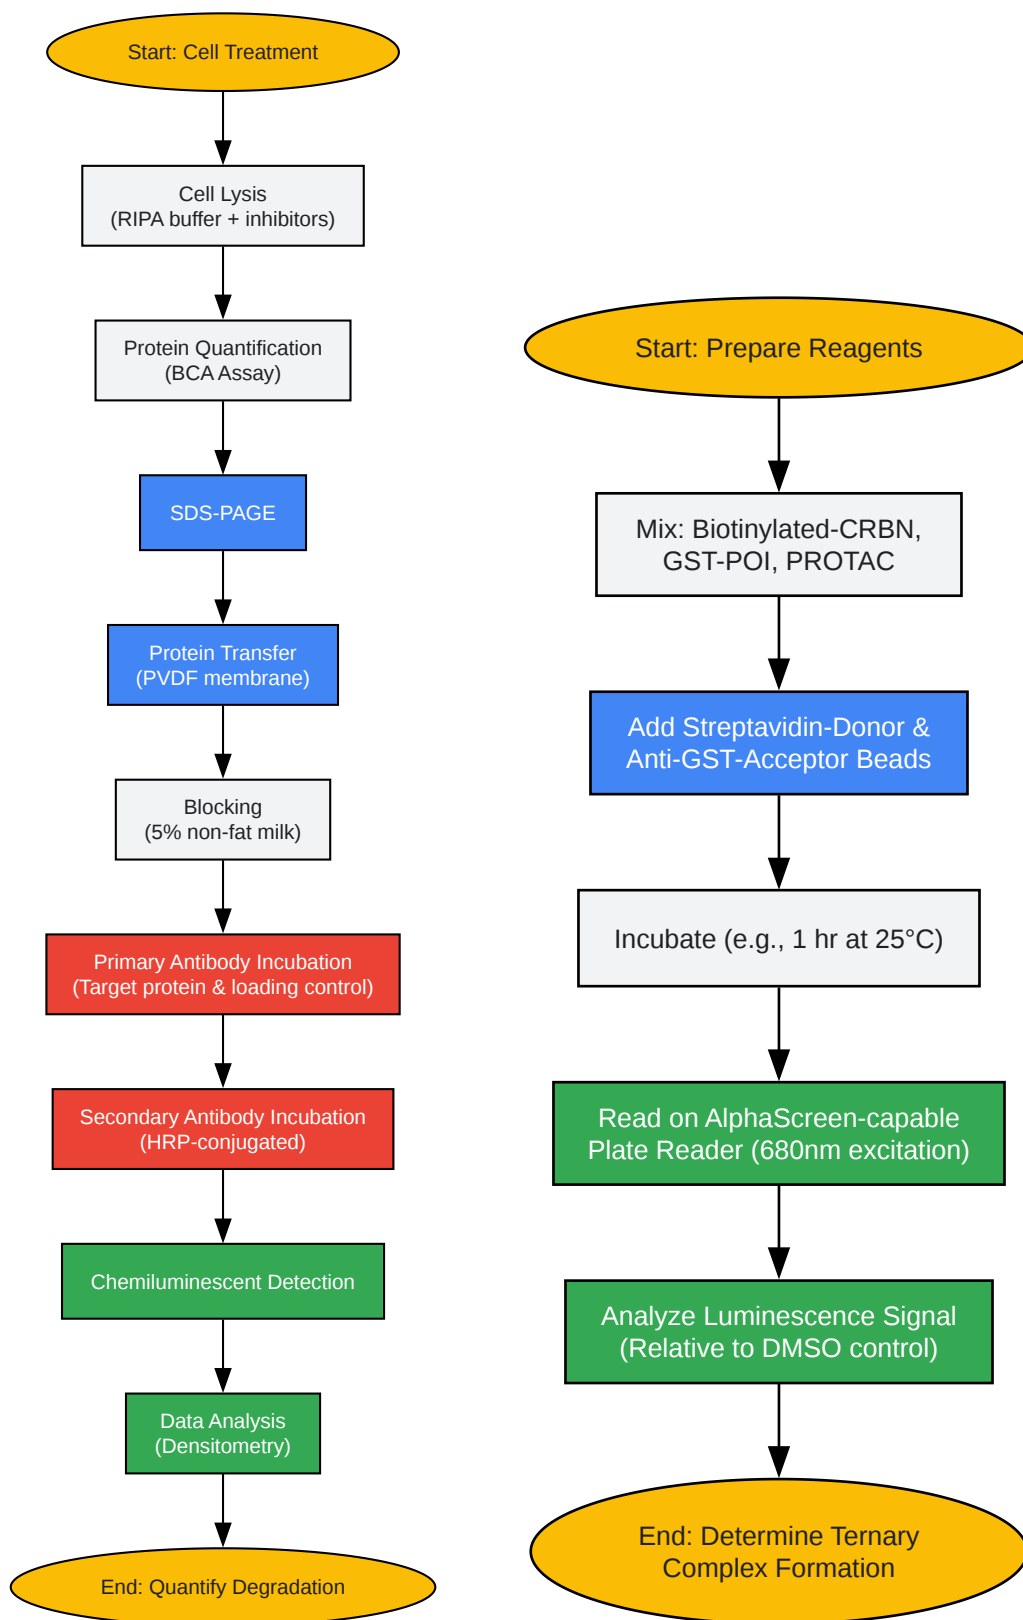 Start: Cell Treatment
Cell Lysis
(RIPA buffer + inhibitors)
Protein Quantification
(BCA Assay)
SDS-PAGE
Protein Transfer
(PVDF membrane)
Blocking
(5% non-fat milk)
Primary Antibody Incubation
(Target protein & loading control)
Secondary Antibody Incubation
(HRP-conjugated)
Chemiluminescent Detection
Data Analysis
(Densitometry)
End: Quantify Degradation
Start: Prepare Reagents
Mix: Biotinylated-CRBN,
GST-POI, PROTAC
Add Streptavidin-Donor &
Anti-GST-Acceptor Beads
Incubate (e.g., 1 hr at 25°C)
Read on AlphaScreen-capable
Plate Reader (680nm excitation)
Analyze Luminescence Signal
(Relative to DMSO control)
End: Determine Ternary
Complex Formation